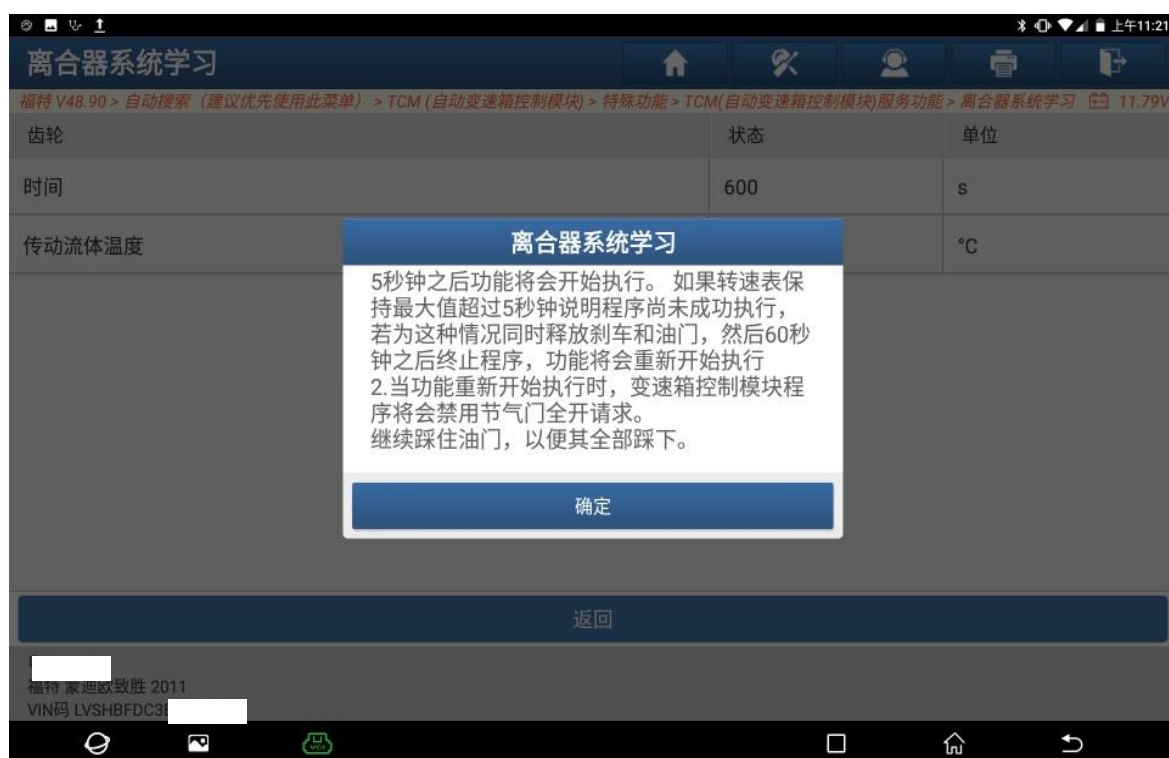 上午11:21
离合器系统学习
福特 V48.90 > 自动搜索（建议优先使用此菜单）> TCM (自动变速箱控制模块) > 特殊功能 > TCM(自动变速箱控制模块)服务功能 > 离合器系统学习 11.79V
齿轮 状态 单位
时间 600 s
传动流体温度 °C
离合器系统学习
5秒钟之后功能将会开始执行。 如果转速表保
持最大值超过5秒钟说明程序尚未成功执行，
若为这种情况同时释放刹车和油门，然后60秒
钟之后终止程序，功能将会重新开始执行
2.当功能重新开始执行时，变速箱控制模块程
序将会禁用节气门全开请求。
继续踩住油门，以便其全部踩下。
确定
返回
福特 蒙迪欧致胜 2011
VIN码 LVSHBFDC3
VCI